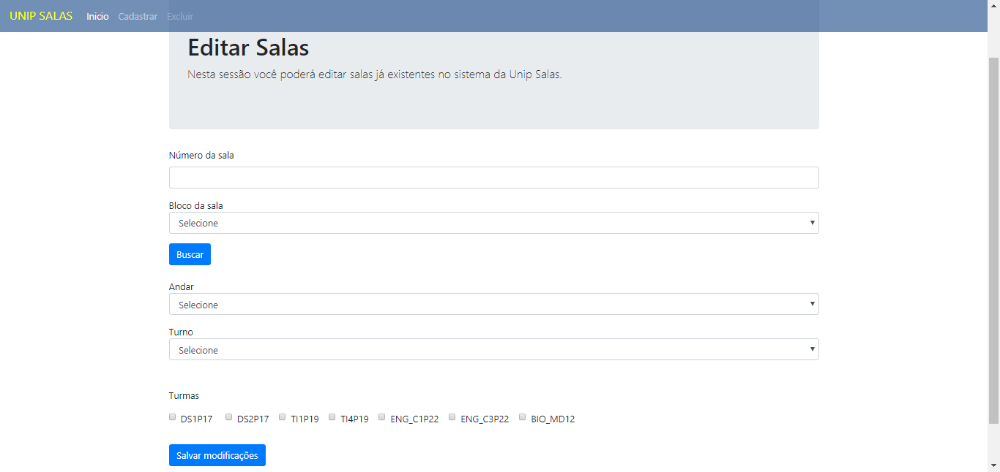 UNIP SALAS Início Cadastrar Excluir
Editar Salas
Nesta sessão você poderá editar salas já existentes no sistema da Unip Salas.
Número da sala
Bloco da sala
Selecione
Buscar
Andar
Selecione
Turno
Selecione
Turmas
DS1P17 DS2P17 TI1P19 TI4P19 ENG_C1P22 ENG_C3P22 BIO_MD12
Salvar modificações